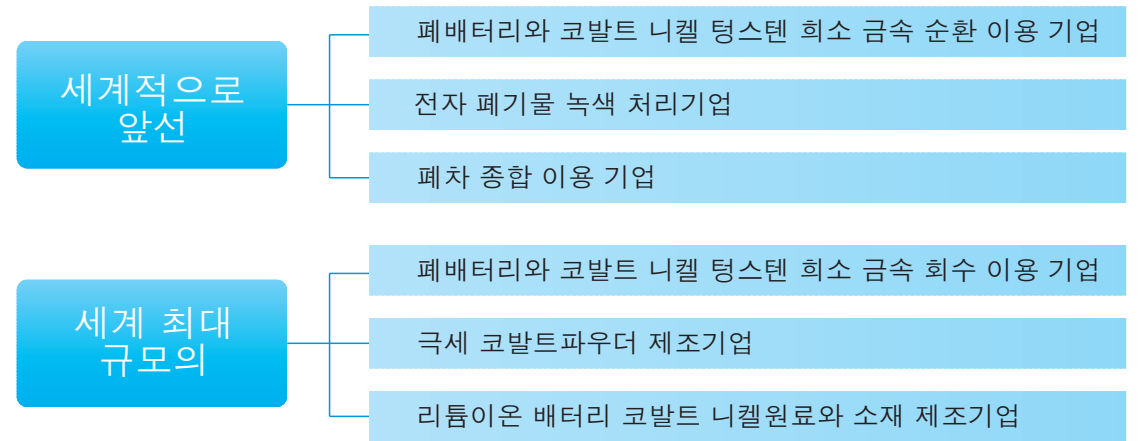 세계적으로
앞선
폐배터리와 코발트 니켈 텅스텐 희소 금속 순환 이용 기업
전자 폐기물 녹색 처리기업
폐차 종합 이용 기업
세계 최대
규모의
폐배터리와 코발트 니켈 텅스텐 희소 금속 회수 이용 기업
극세 코발트파우더 제조기업
리튬이온 배터리 코발트 니켈원료와 소재 제조기업